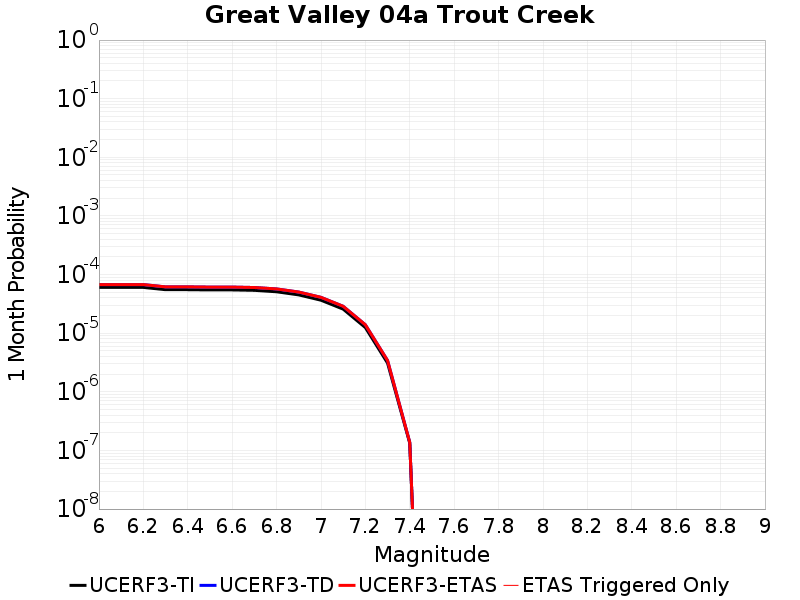 Great Valley 04a Trout Creek
10^0
10^-1
10^-2
10^-3
10^-4
10^-5
10^-6
10^-7
10^-8
1 Month Probability
6 6.2 6.4 6.6 6.8 7 7.2 7.4 7.6 7.8 8 8.2 8.4 8.6 8.8 9
Magnitude
UCERF3-TI UCERF3-TD UCERF3-ETAS ETAS Triggered Only